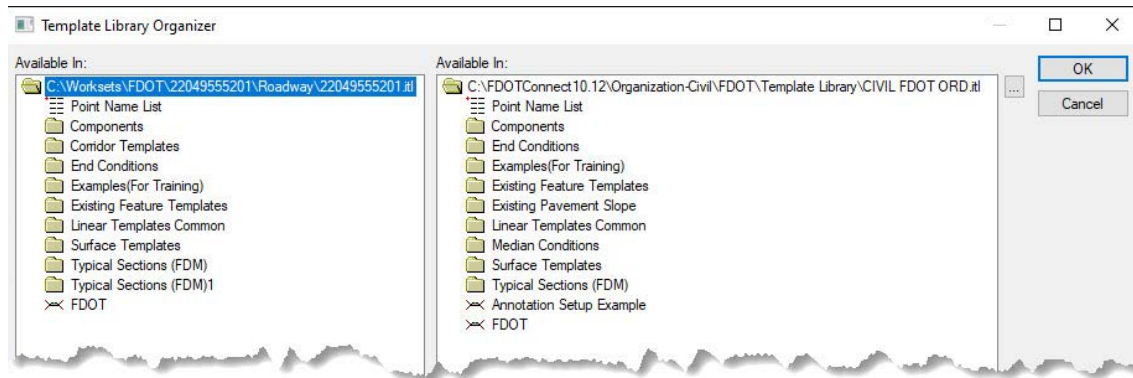 Template Library Organizer
Available In:
C:\Worksets\FDOT\22049555201\Roadway\22049555201.itl
Point Name List
Components
Corridor Templates
End Conditions
Examples(For Training)
Existing Feature Templates
Linear Templates Common
Surface Templates
Typical Sections (FDM)
Typical Sections (FDM)1
FDOT
Available In:
C:\FDOTConnect10.12\Organization-Civil\FDOT\Template Library\CIVIL FDOT ORD.itl
Point Name List
Components
End Conditions
Examples(For Training)
Existing Feature Templates
Existing Pavement Slope
Linear Templates Common
Median Conditions
Surface Templates
Typical Sections (FDM)
Annotation Setup Example
FDOT
...
OK
Cancel